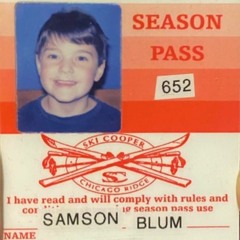 SEASON
PASS
652
SKI COOPER
SC
CHICAGO RIDGE
I have read and will comply with rules and
season pass use
SAMSON BLUM
NAME